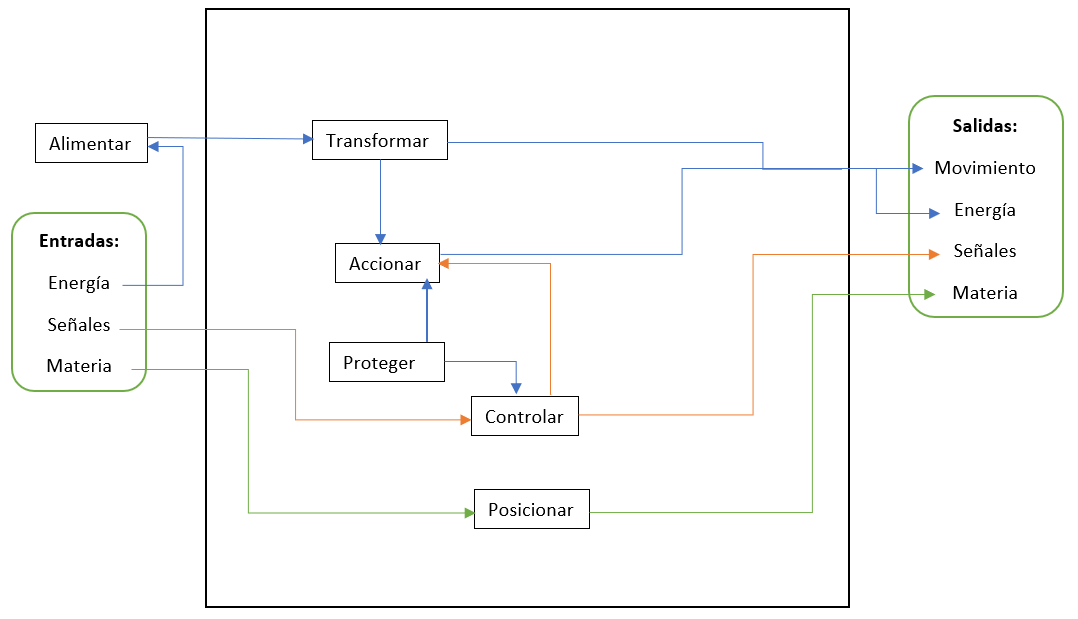 Alimentar
Entradas:
Energía
Señales
Materia
Transformar
Accionar
Proteger
Controlar
Posicionar
Salidas:
Movimiento
Energía
Señales
Materia